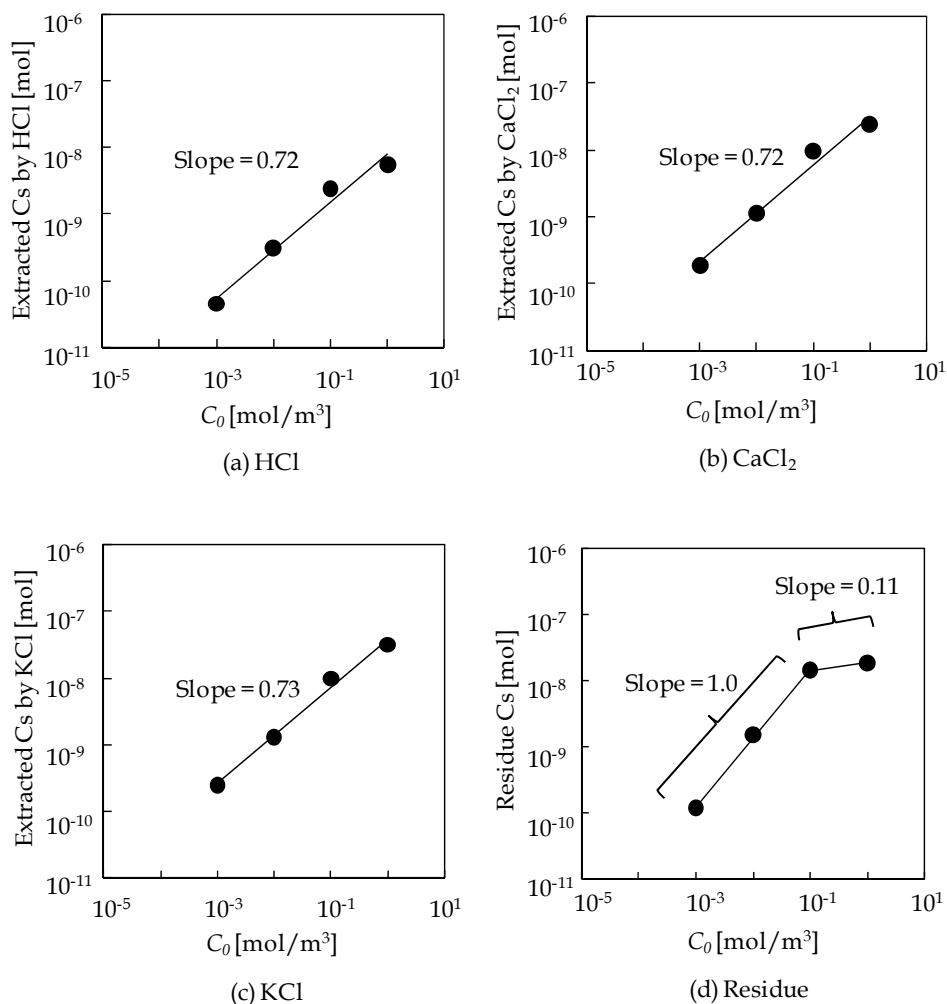 10⁻⁶
10⁻⁷
10⁻⁸
10⁻⁹
10⁻¹⁰
10⁻¹¹
Extracted Cs by HCl [mol]
Slope = 0.72
10⁻⁵ 10⁻³ 10⁻¹ 10¹
C₀ [mol/m³]
(a) HCl
10⁻⁶
10⁻⁷
10⁻⁸
10⁻⁹
10⁻¹⁰
10⁻¹¹
Extracted Cs by CaCl₂ [mol]
Slope = 0.72
10⁻⁵ 10⁻³ 10⁻¹ 10¹
C₀ [mol/m³]
(b) CaCl₂
10⁻⁶
10⁻⁷
10⁻⁸
10⁻⁹
10⁻¹⁰
10⁻¹¹
Extracted Cs by KCl [mol]
Slope = 0.73
10⁻⁵ 10⁻³ 10⁻¹ 10¹
C₀ [mol/m³]
(c) KCl
10⁻⁶
10⁻⁷
10⁻⁸
10⁻⁹
10⁻¹⁰
10⁻¹¹
Residue Cs [mol]
Slope = 0.11
Slope = 1.0
10⁻⁵ 10⁻³ 10⁻¹ 10¹
C₀ [mol/m³]
(d) Residue